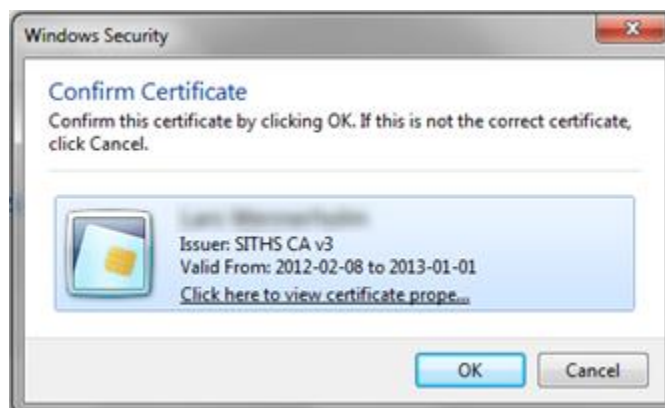 Windows Security
Confirm Certificate
Confirm this certificate by clicking OK. If this is not the correct certificate,
click Cancel.
Issuer: SITHS CA v3
Valid From: 2012-02-08 to 2013-01-01
Click here to view certificate prope...
OK
Cancel